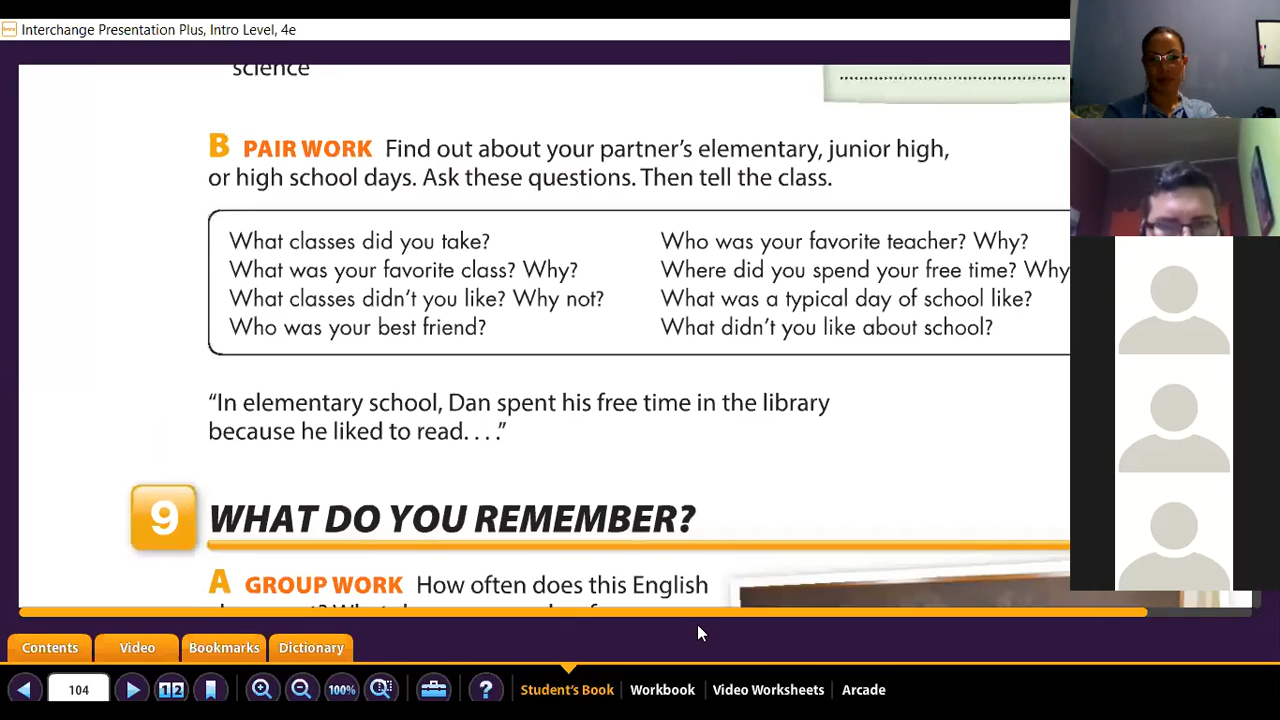 Interchange Presentation Plus, Intro Level, 4e
science
B PAIR WORK Find out about your partner's elementary, junior high,
or high school days. Ask these questions. Then tell the class.
What classes did you take?
What was your favorite class? Why?
What classes didn't you like? Why not?
Who was your best friend?
Who was your favorite teacher? Why?
Where did you spend your free time? Why
What was a typical day of school like?
What didn't you like about school?
"In elementary school, Dan spent his free time in the library
because he liked to read. . . ."
9 WHAT DO YOU REMEMBER?
A GROUP WORK How often does this English
Contents Video Bookmarks Dictionary
104 12 100% ? Student's Book Workbook Video Worksheets Arcade